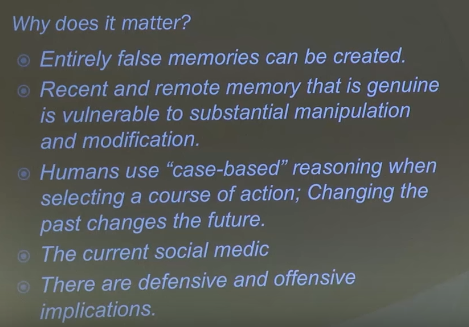 Why does it matter?
Entirely false memories can be created.
Recent and remote memory that is genuine
is vulnerable to substantial manipulation
and modification.
Humans use “case-based” reasoning when
selecting a course of action; Changing the
past changes the future.
The current social medic
There are defensive and offensive
implications.